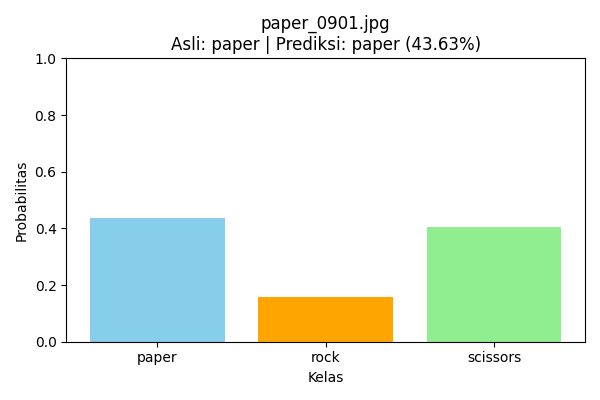 paper_0901.jpg
Asli: paper | Prediksi: paper (43.63%)
1.0
0.8
0.6
0.4
0.2
0.0
Probabilitas
paper rock scissors
Kelas